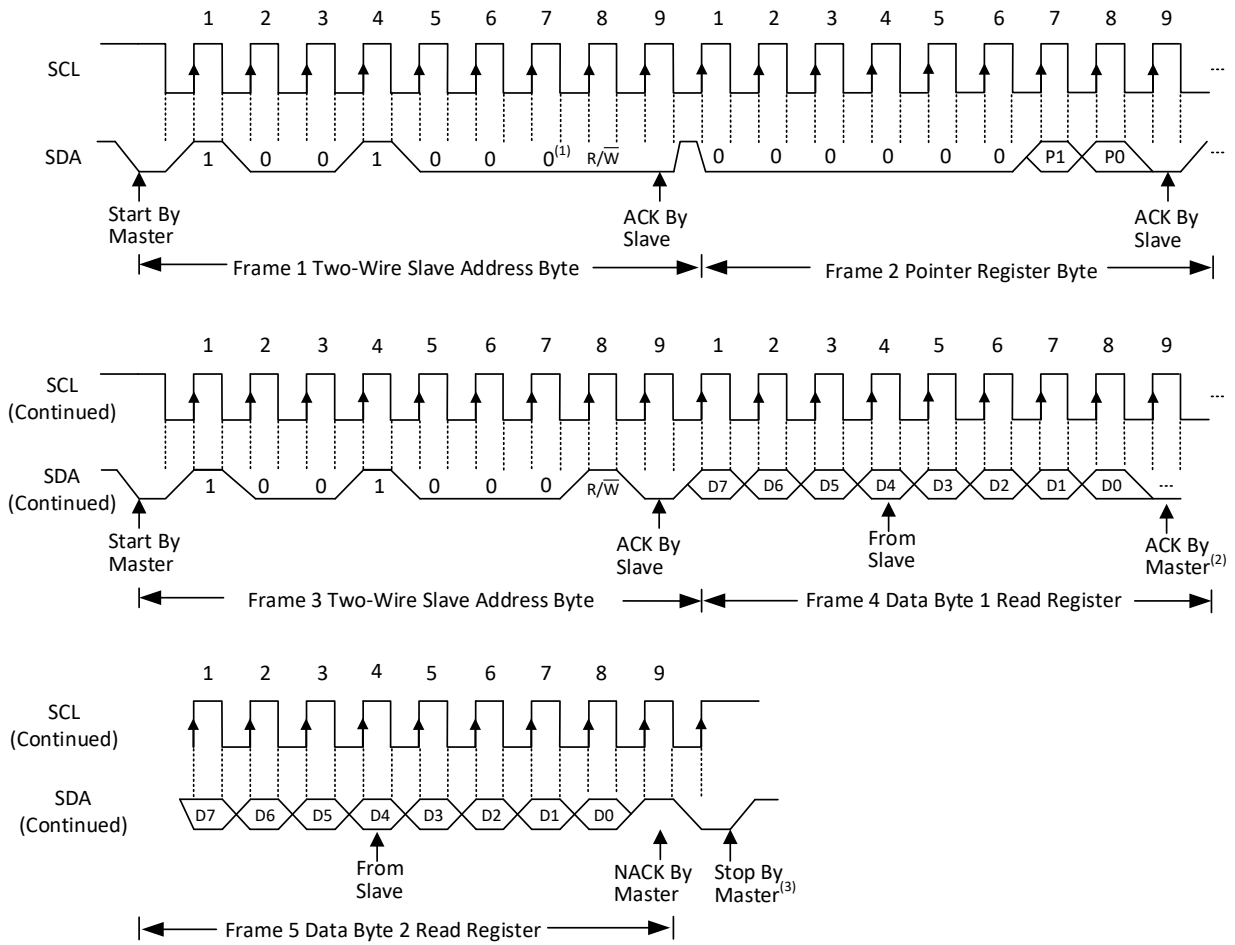 1 2 3 4 5 6 7 8 9 1 2 3 4 5 6 7 8 9
SCL ...
SDA 1 0 0 1 0 0 0(1) R/W̅ 0 0 0 0 0 0 P1 P0 ...
Start By
Master
ACK By
Slave
ACK By
Slave
Frame 1 Two-Wire Slave Address Byte
Frame 2 Pointer Register Byte
1 2 3 4 5 6 7 8 9 1 2 3 4 5 6 7 8 9
SCL
(Continued)
...
SDA
(Continued)
1 0 0 1 0 0 0 R/W̅ D7 D6 D5 D4 D3 D2 D1 D0 ...
Start By
Master
ACK By
Slave
From
Slave
ACK By
Master(2)
Frame 3 Two-Wire Slave Address Byte
Frame 4 Data Byte 1 Read Register
1 2 3 4 5 6 7 8 9
SCL
(Continued)
SDA
(Continued)
D7 D6 D5 D4 D3 D2 D1 D0
From
Slave
NACK By
Master
Stop By
Master(3)
Frame 5 Data Byte 2 Read Register